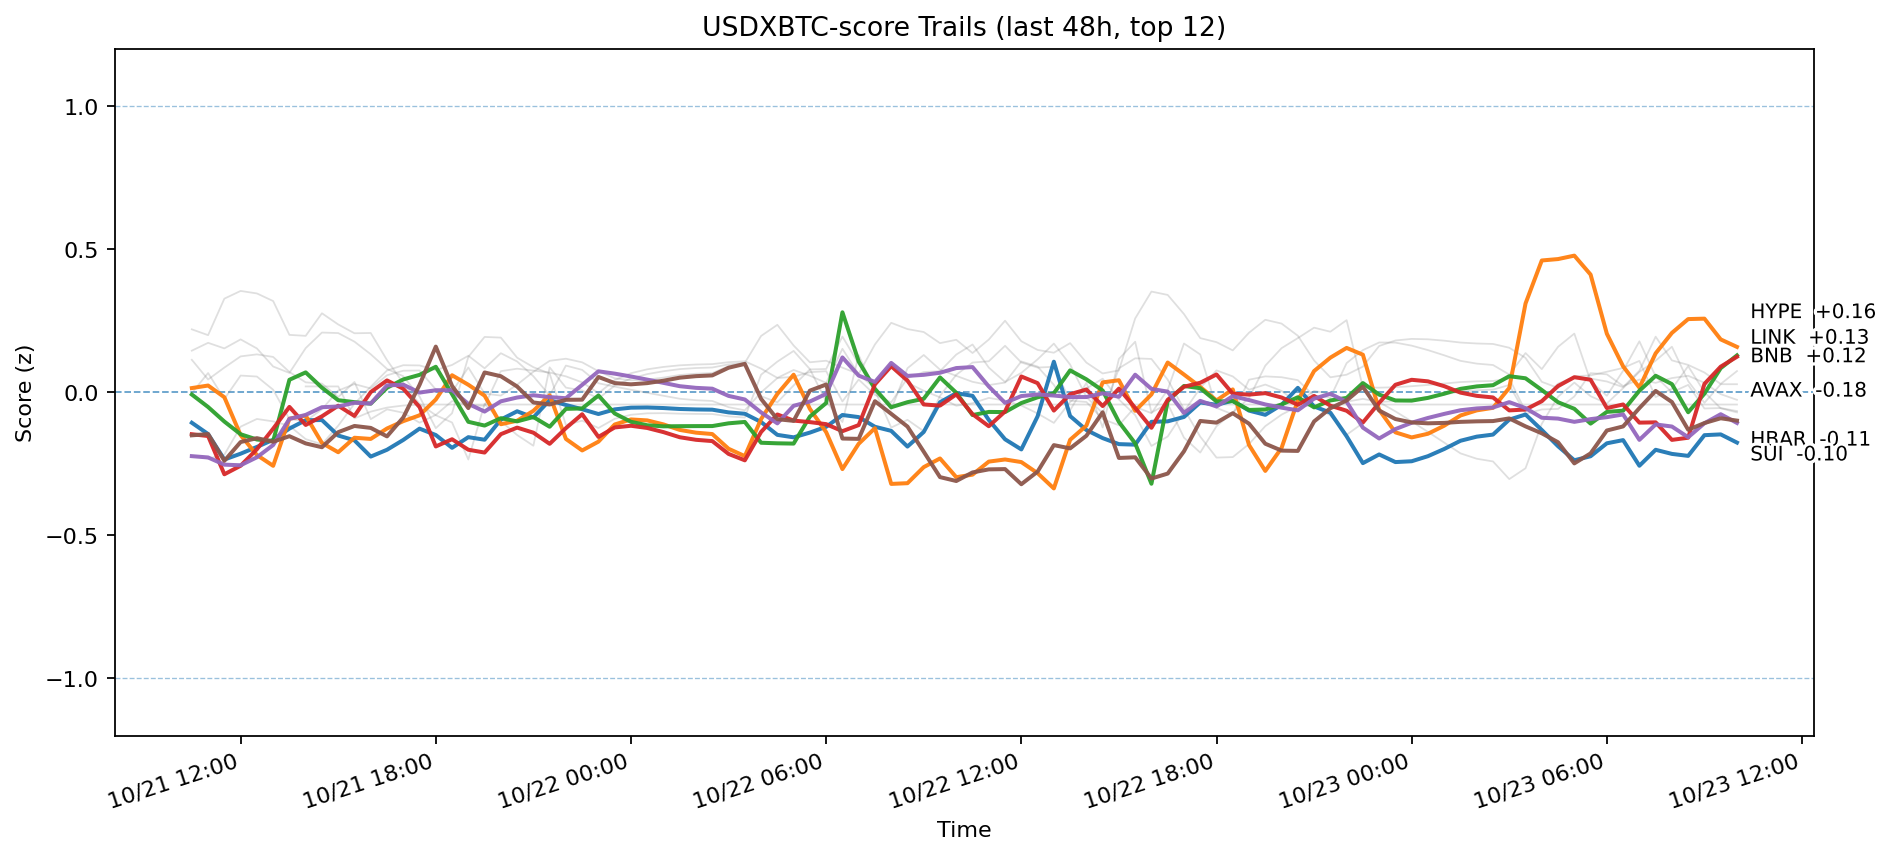 USDXBTC-score Trails (last 48h, top 12)
1.0
0.5
0.0
−0.5
−1.0
Score (z)
HYPE +0.16
LINK +0.13
BNB +0.12
AVAX -0.18
HBAR -0.11
SUI -0.10
10/21 12:00
10/21 18:00
10/22 00:00
10/22 06:00
10/22 12:00
10/22 18:00
10/23 00:00
10/23 06:00
10/23 12:00
Time